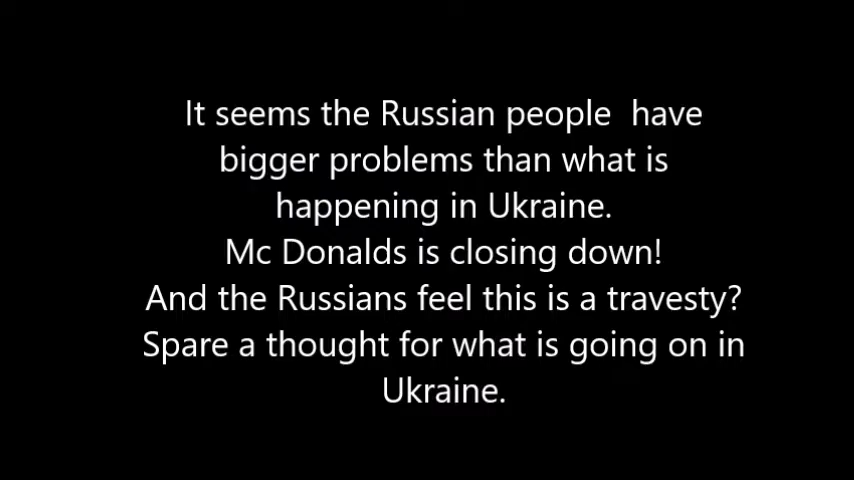 It seems the Russian people  have
bigger problems than what is
happening in Ukraine.
Mc Donalds is closing down!
And the Russians feel this is a travesty?
Spare a thought for what is going on in
Ukraine.